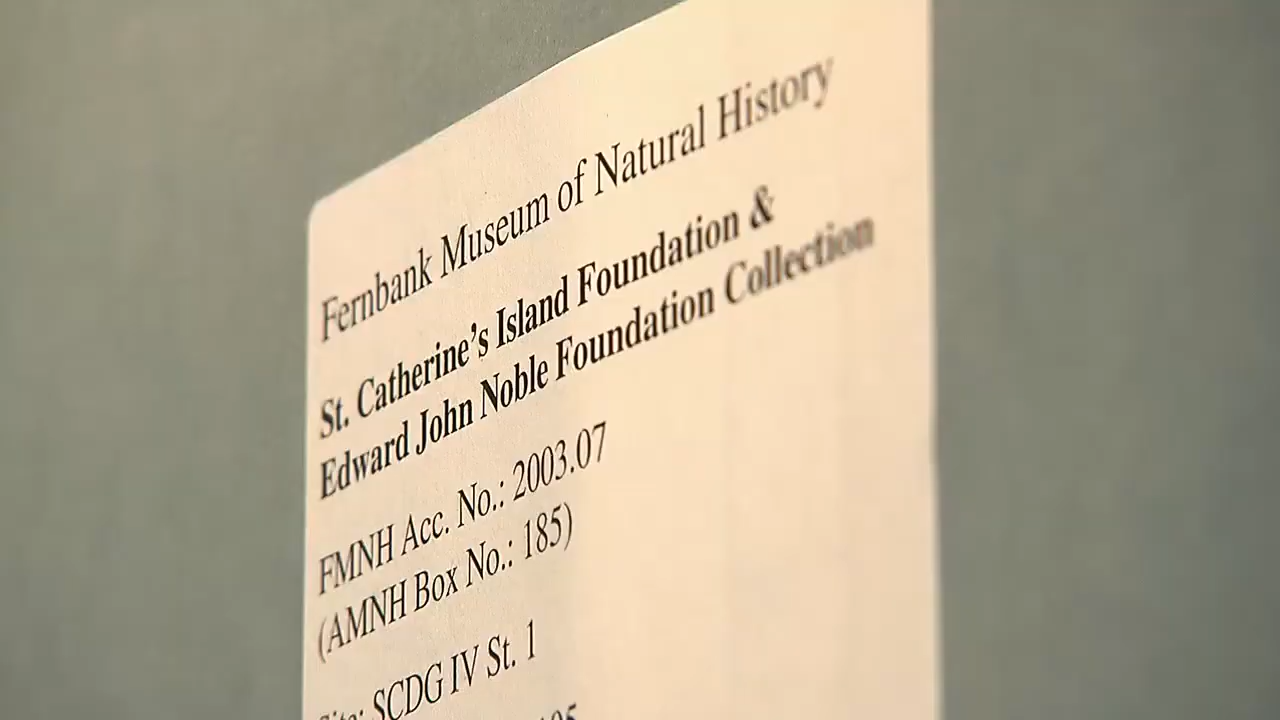 Fernbank Museum of Natural History
St. Catherine's Island Foundation &
Edward John Noble Foundation Collection
FMNH Acc. No.: 2003.07
(AMNH Box No.: 185)
Site: SCDG IV St. 1